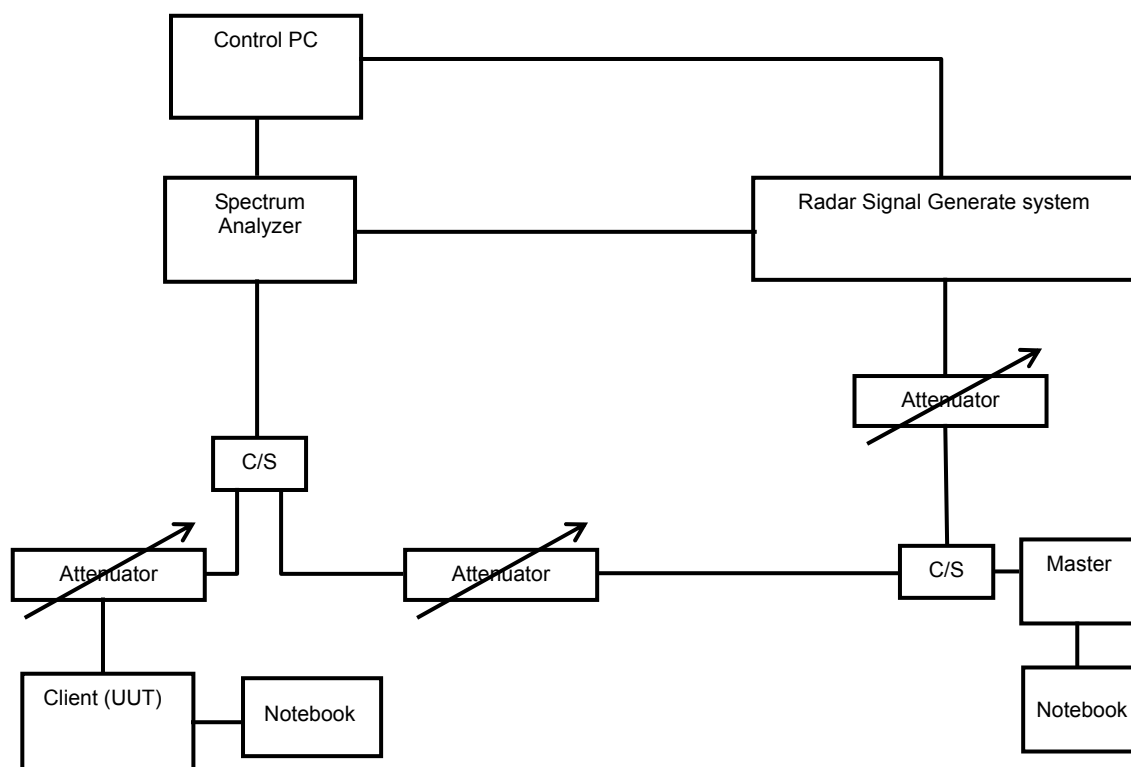 Control PC
Spectrum
Analyzer
Radar Signal Generate system
Attenuator
C/S
Attenuator
Attenuator
C/S
Master
Client (UUT)
Notebook
Notebook